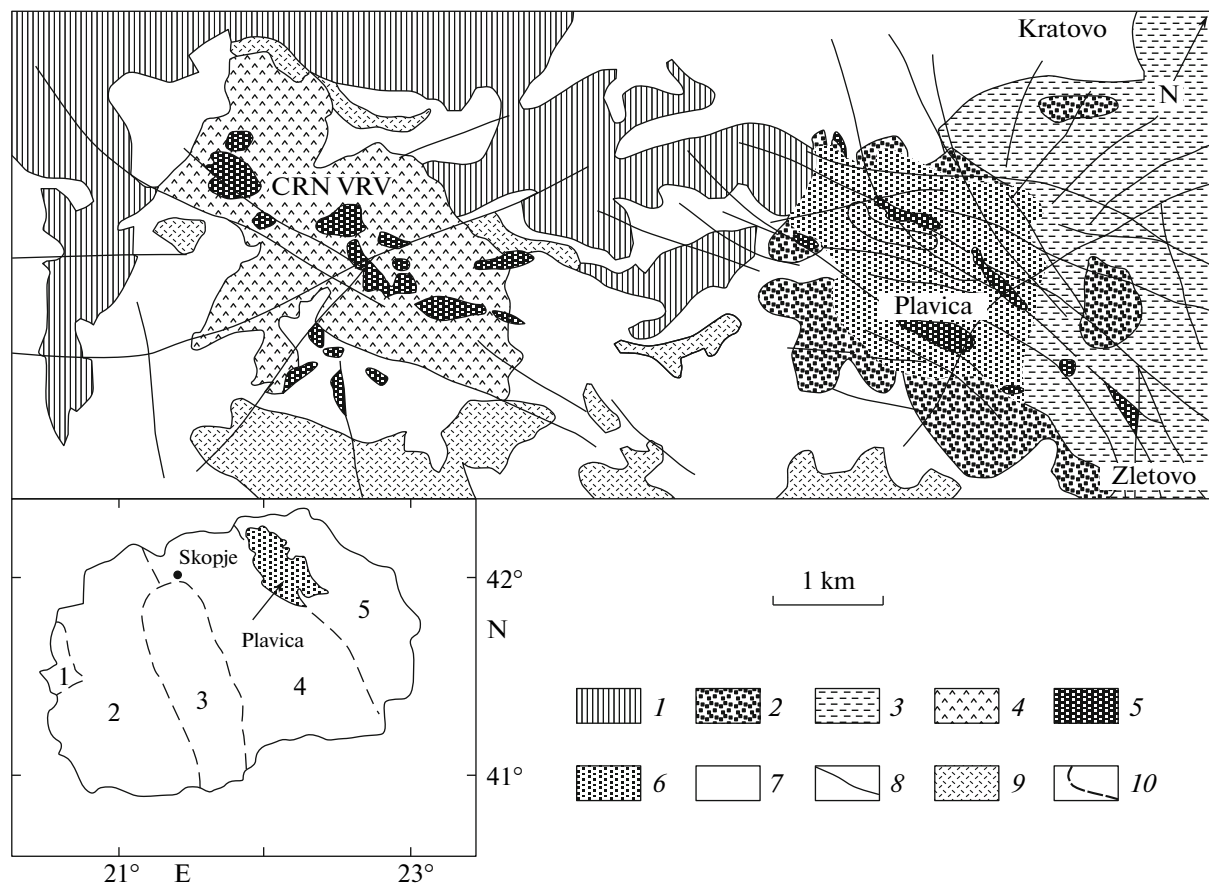 Kratovo
N
CRN VRV
Plavica
Zletovo
Skopje
42°
1 km
5
N
Plavica
1
4
3
2
1 2 3 4 5
41°
6 7 8 9 10
21° E 23°